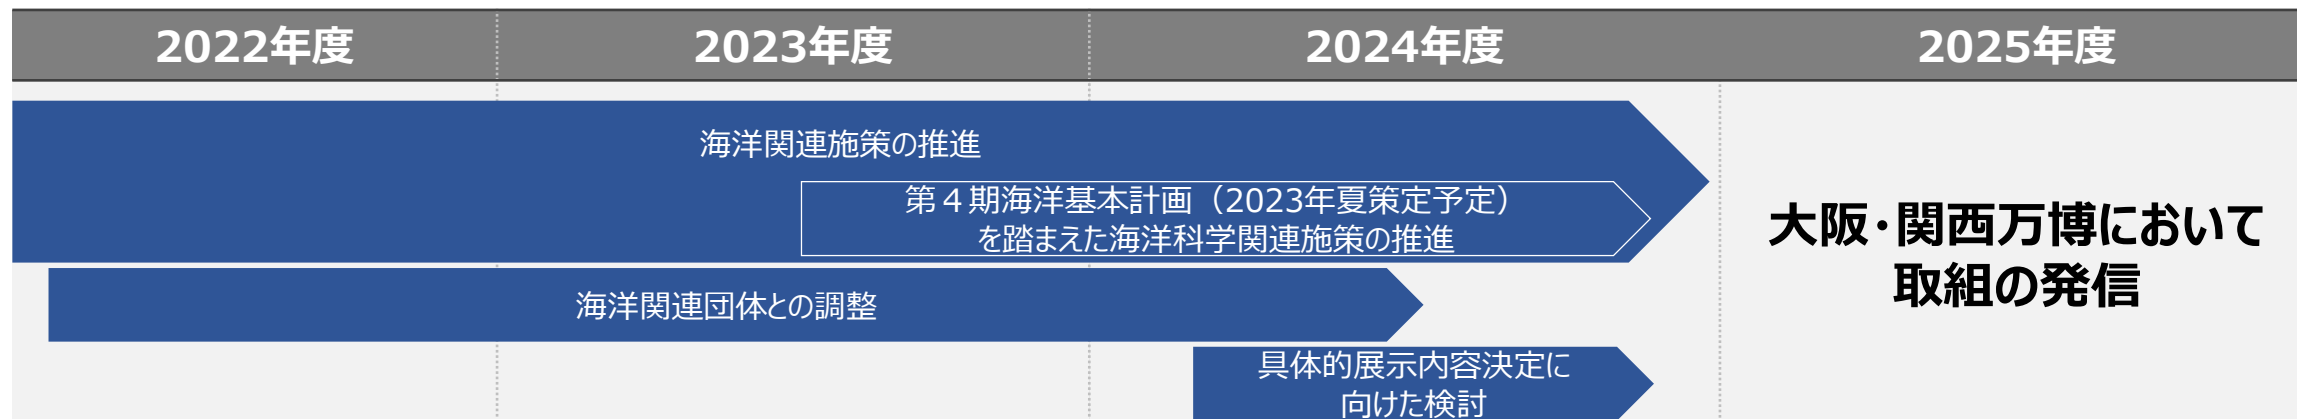 2022年度
2023年度
2024年度
2025年度
海洋関連施策の推進
第４期海洋基本計画（2023年夏策定予定）
を踏まえた海洋科学関連施策の推進
海洋関連団体との調整
具体的展示内容決定に
向けた検討
大阪・関西万博において
取組の発信